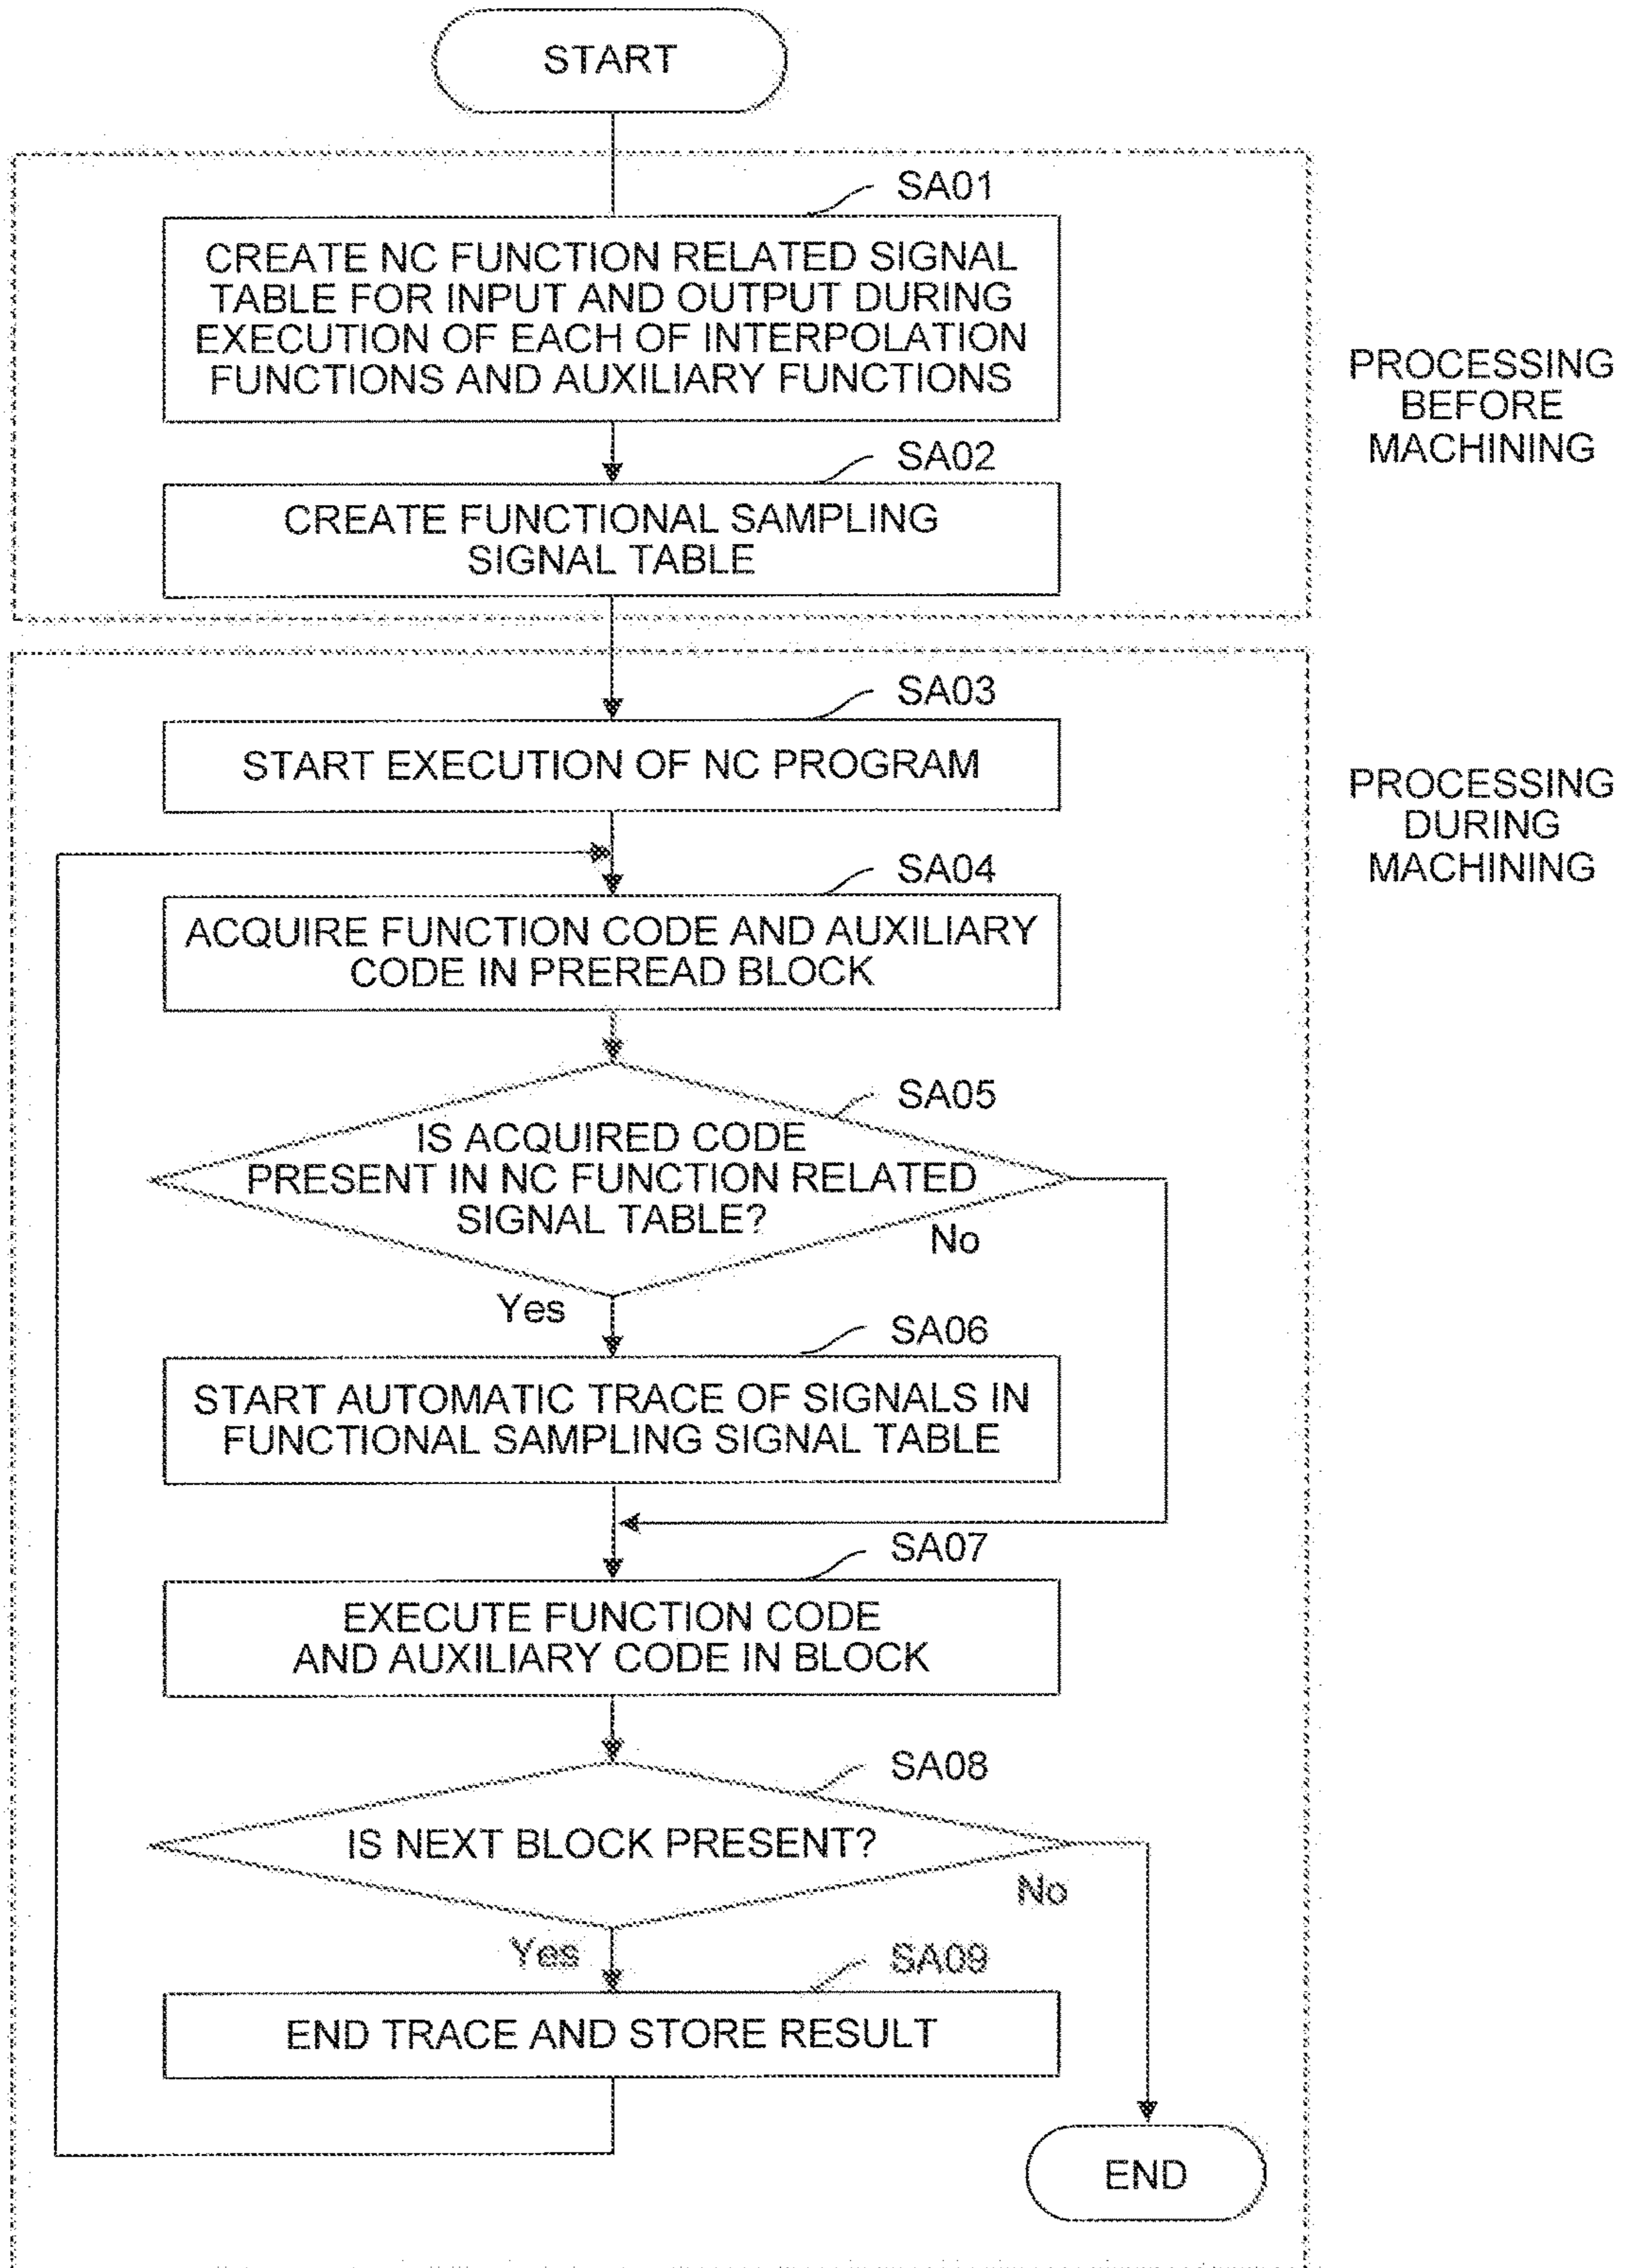 START
SA01
CREATE NC FUNCTION RELATED SIGNAL
TABLE FOR INPUT AND OUTPUT DURING
EXECUTION OF EACH OF INTERPOLATION
FUNCTIONS AND AUXILIARY FUNCTIONS
PROCESSING
BEFORE
MACHINING
SA02
CREATE FUNCTIONAL SAMPLING
SIGNAL TABLE
SA03
START EXECUTION OF NC PROGRAM
PROCESSING
DURING
MACHINING
SA04
ACQUIRE FUNCTION CODE AND AUXILIARY
CODE IN PREREAD BLOCK
SA05
IS ACQUIRED CODE
PRESENT IN NC FUNCTION RELATED
SIGNAL TABLE?
No
Yes
SA06
START AUTOMATIC TRACE OF SIGNALS IN
FUNCTIONAL SAMPLING SIGNAL TABLE
SA07
EXECUTE FUNCTION CODE
AND AUXILIARY CODE IN BLOCK
SA08
IS NEXT BLOCK PRESENT?
No
Yes
SA09
END TRACE AND STORE RESULT
END